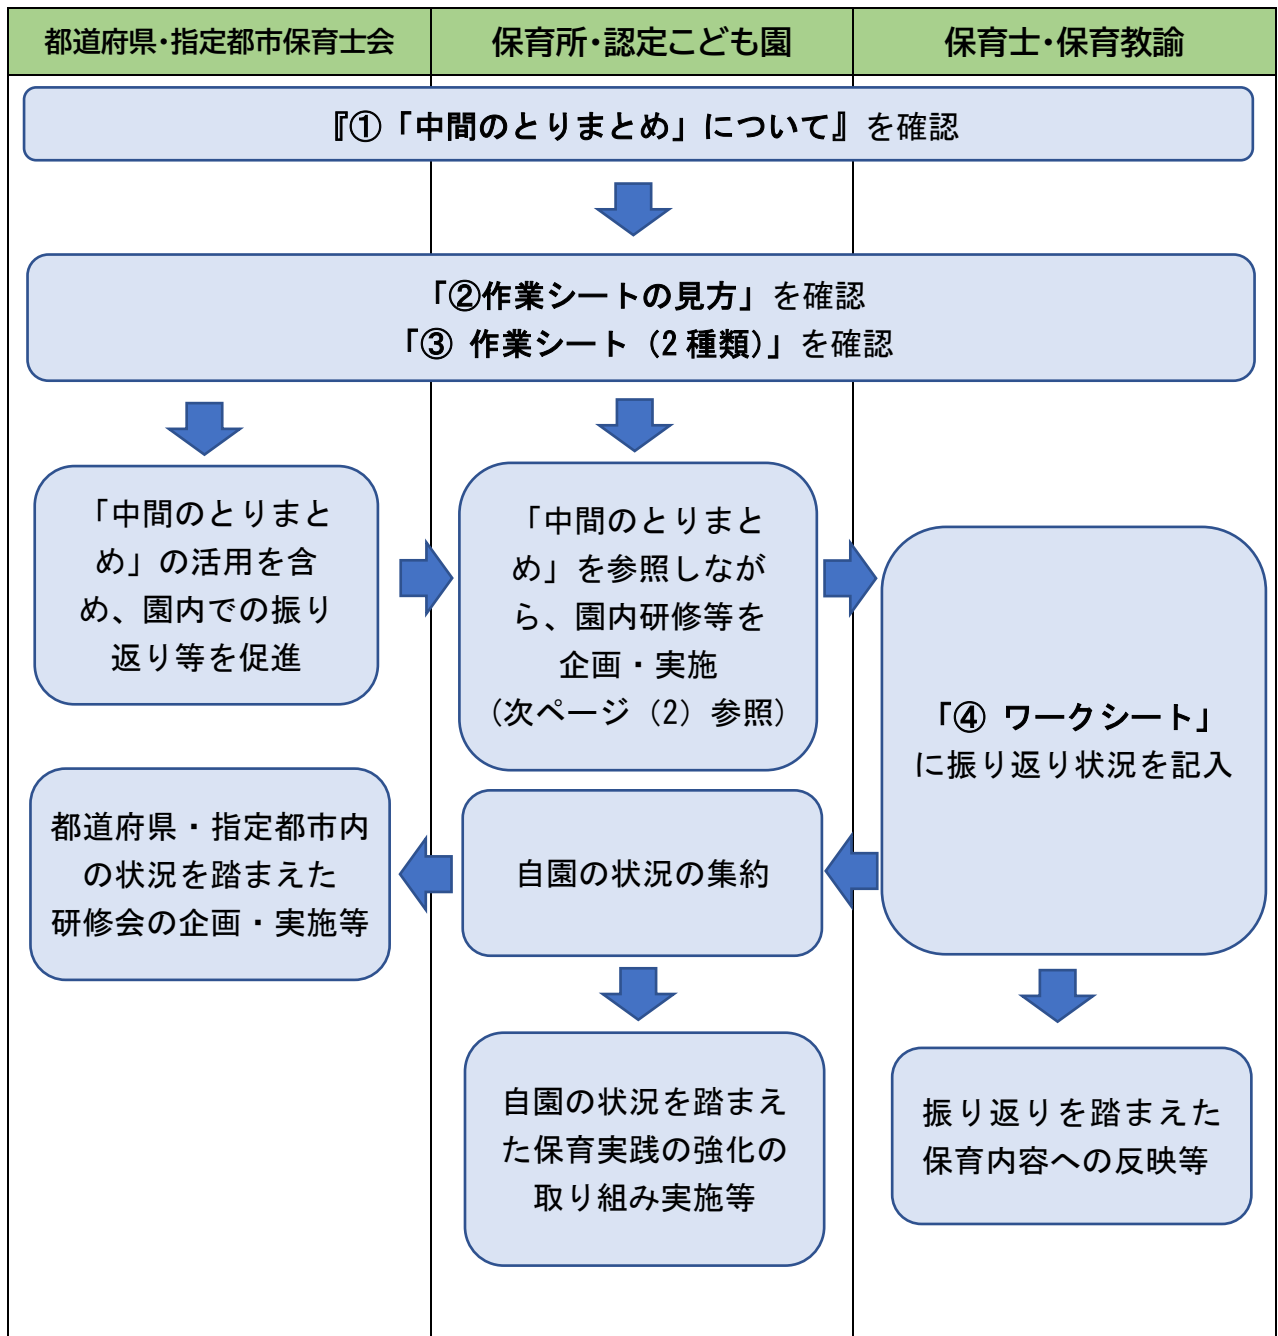 都道府県・指定都市保育士会
保育所・認定こども園
保育士・保育教諭
『①「中間のとりまとめ」について』を確認
「②作業シートの見方」を確認
「③ 作業シート（2 種類）」を確認
「中間のとりまと
め」の活用を含
め、園内での振り
返り等を促進
「中間のとりまと
め」を参照しなが
ら、園内研修等を
企画・実施
（次ページ（2）参照）
「④ ワークシート」
に振り返り状況を記入
都道府県・指定都市内
の状況を踏まえた
研修会の企画・実施等
自園の状況の集約
自園の状況を踏まえ
た保育実践の強化の
取り組み実施等
振り返りを踏まえた
保育内容への反映等